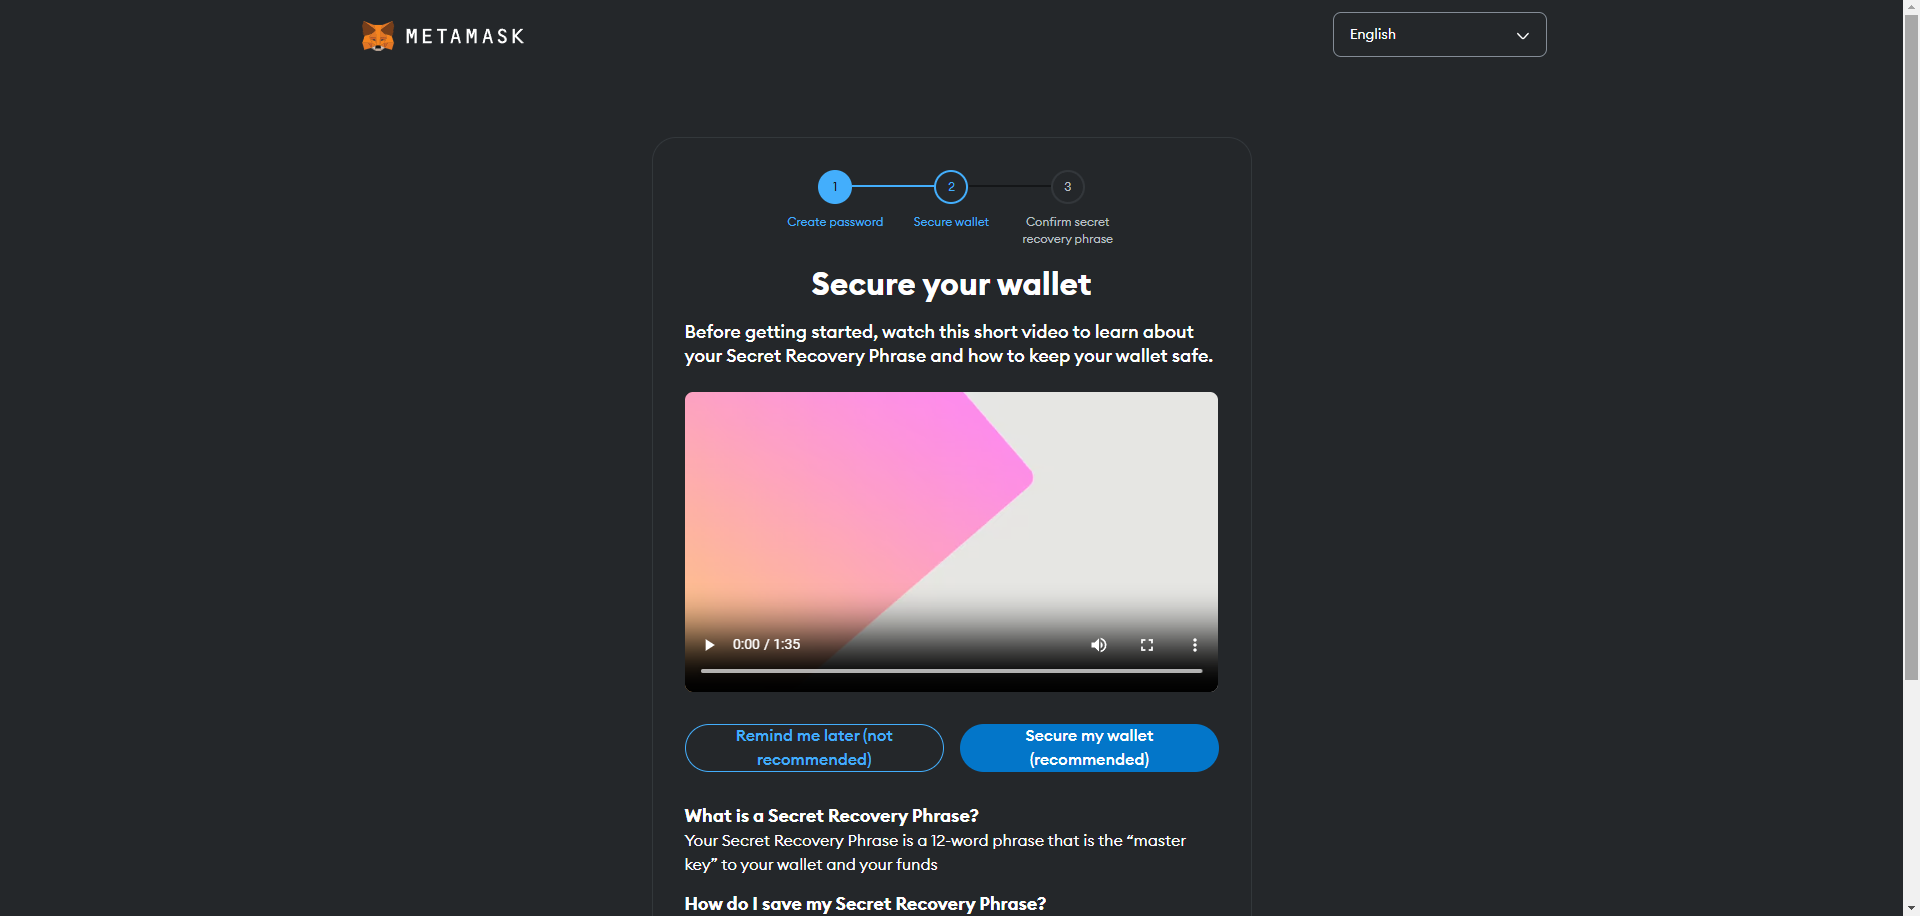 METAMASK
English
1
2
3
Create password
Secure wallet
Confirm secret
recovery phrase
Secure your wallet
Before getting started, watch this short video to learn about
your Secret Recovery Phrase and how to keep your wallet safe.
0:00 / 1:35
Remind me later (not
recommended)
Secure my wallet
(recommended)
What is a Secret Recovery Phrase?
Your Secret Recovery Phrase is a 12-word phrase that is the “master
key” to your wallet and your funds
How do I save my Secret Recovery Phrase?